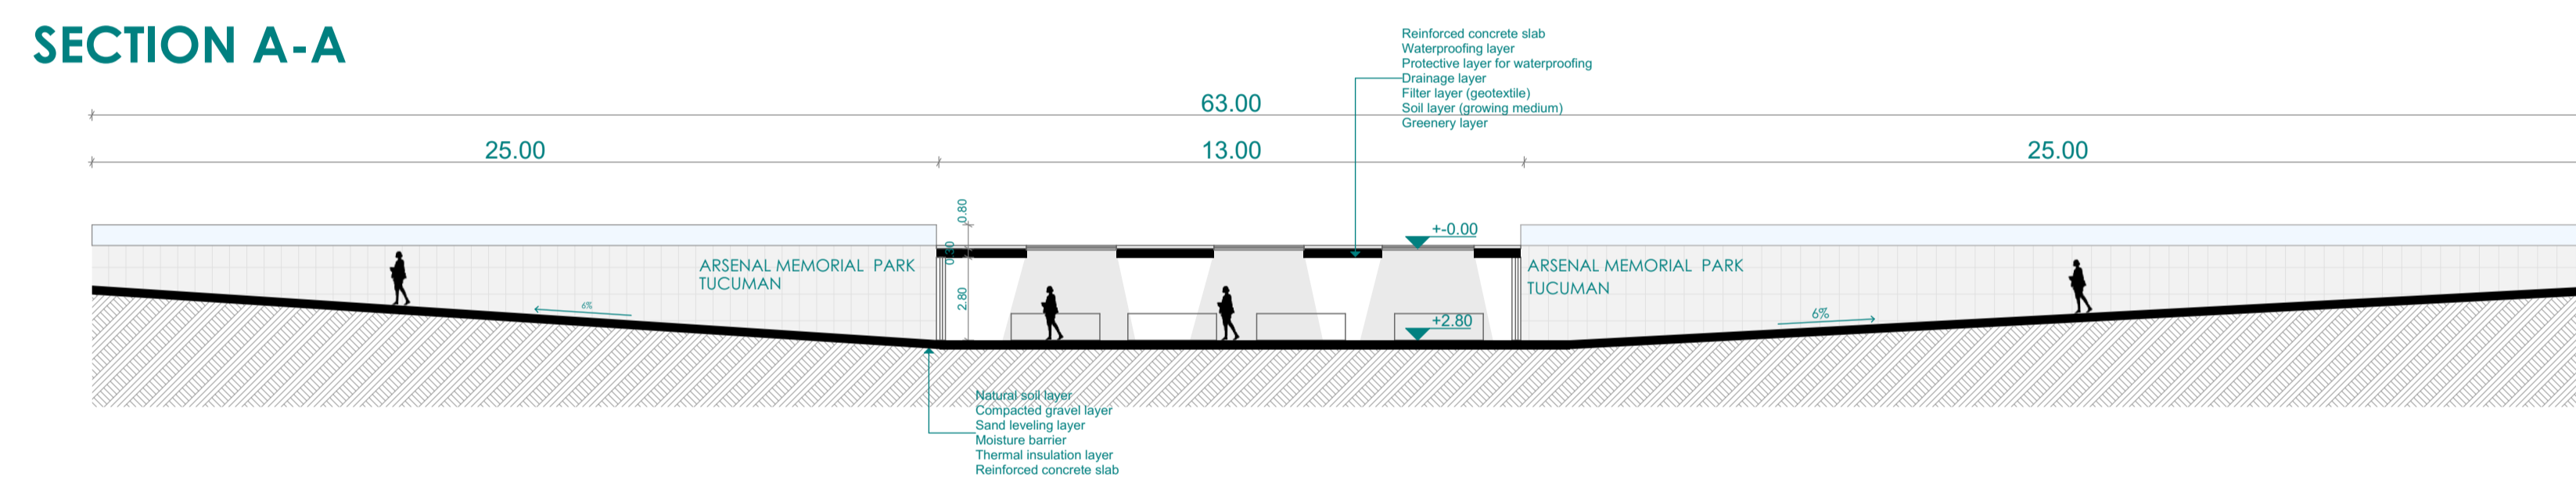 SECTION A-A
Reinforced concrete slab
Waterproofing layer
Protective layer for waterproofing
Drainage layer
Filter layer (geotextile)
Soil layer (growing medium)
Greenery layer
63.00
25.00
13.00
25.00
0.80
0.30
2.80
+-0.00
+2.80
ARSENAL MEMORIAL PARK
TUCUMAN
ARSENAL MEMORIAL PARK
TUCUMAN
6%
6%
Natural soil layer
Compacted gravel layer
Sand leveling layer
Moisture barrier
Thermal insulation layer
Reinforced concrete slab